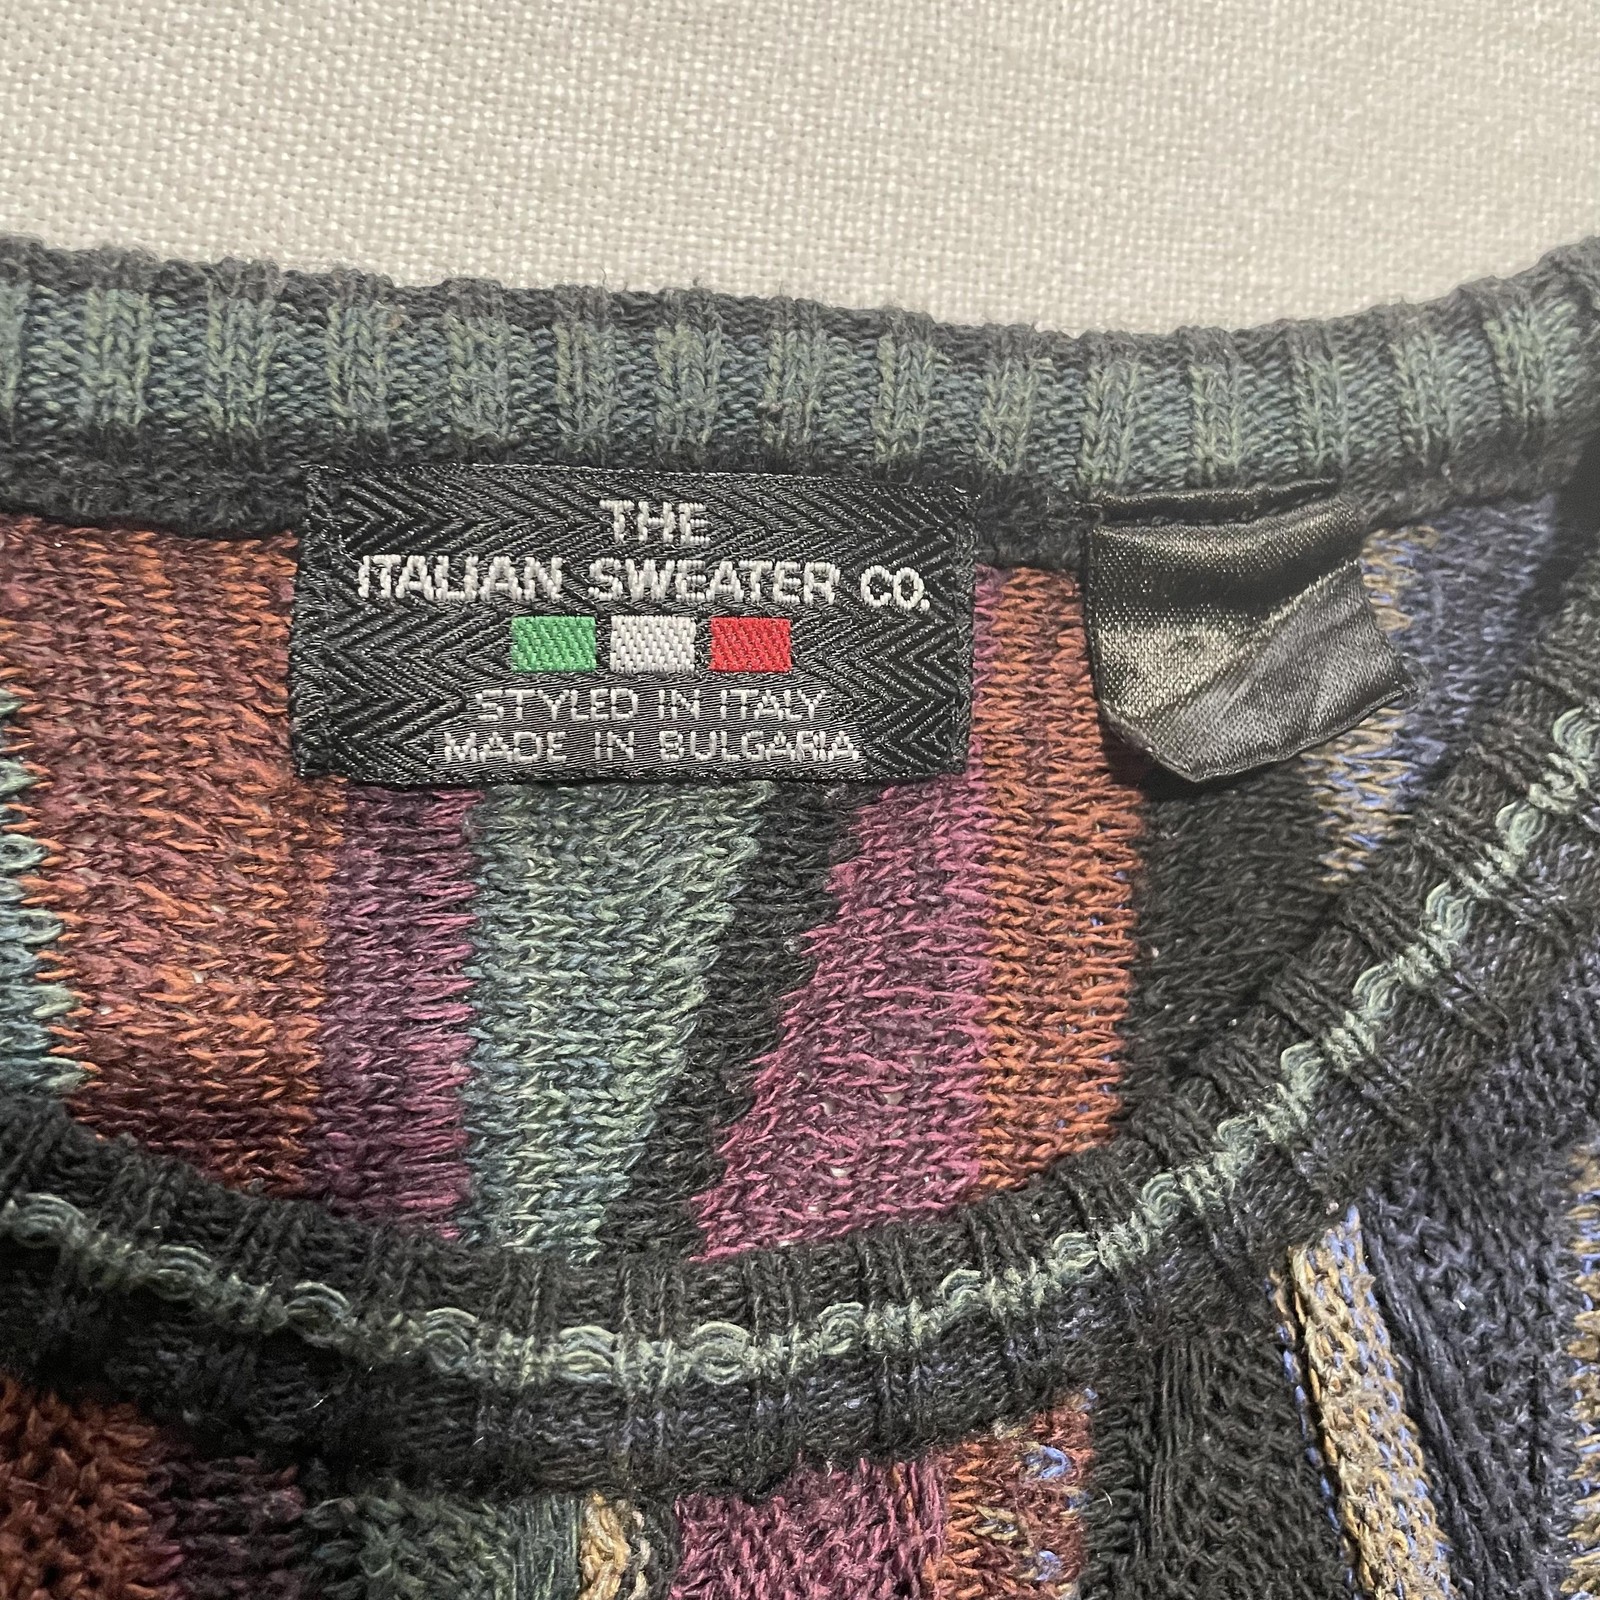 THE
ITALIAN SWEATER CO.
STYLED IN ITALY
MADE IN BULGARIA